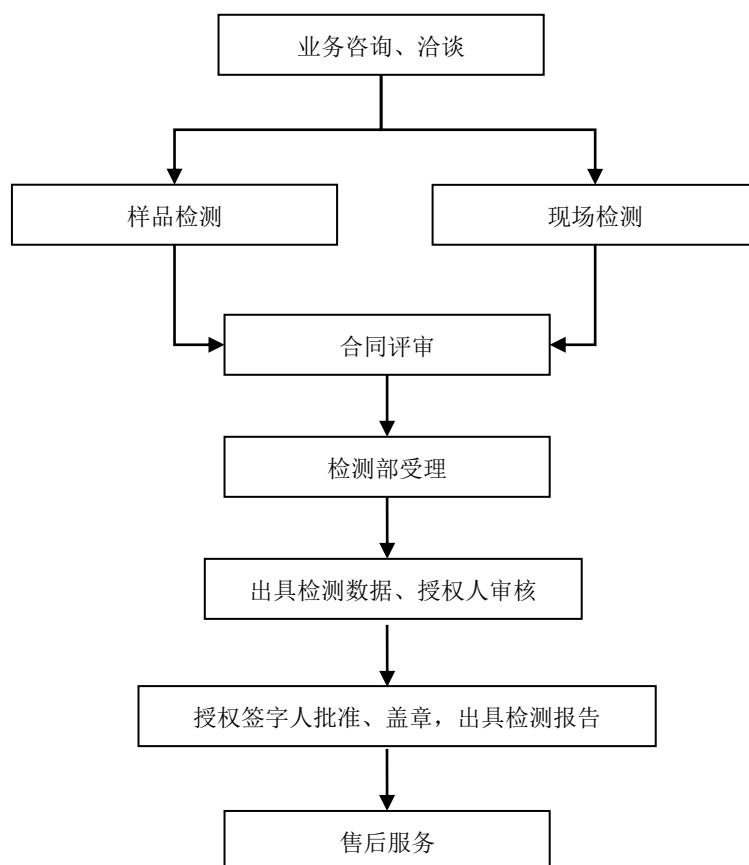 业务咨询、洽谈
样品检测
现场检测
合同评审
检测部受理
出具检测数据、授权人审核
授权签字人批准、盖章，出具检测报告
售后服务